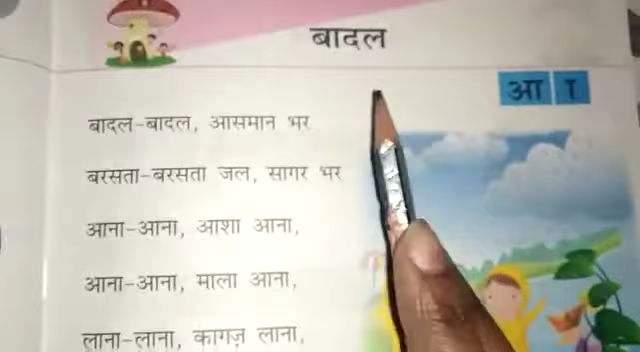 बादल
आ ा
बादल-बादल, आसमान भर
बरसता-बरसता जल, सागर भर
आना-आना, आशा आना,
आना-आना, माला आना,
लाना-लाना, कागज़ लाना,